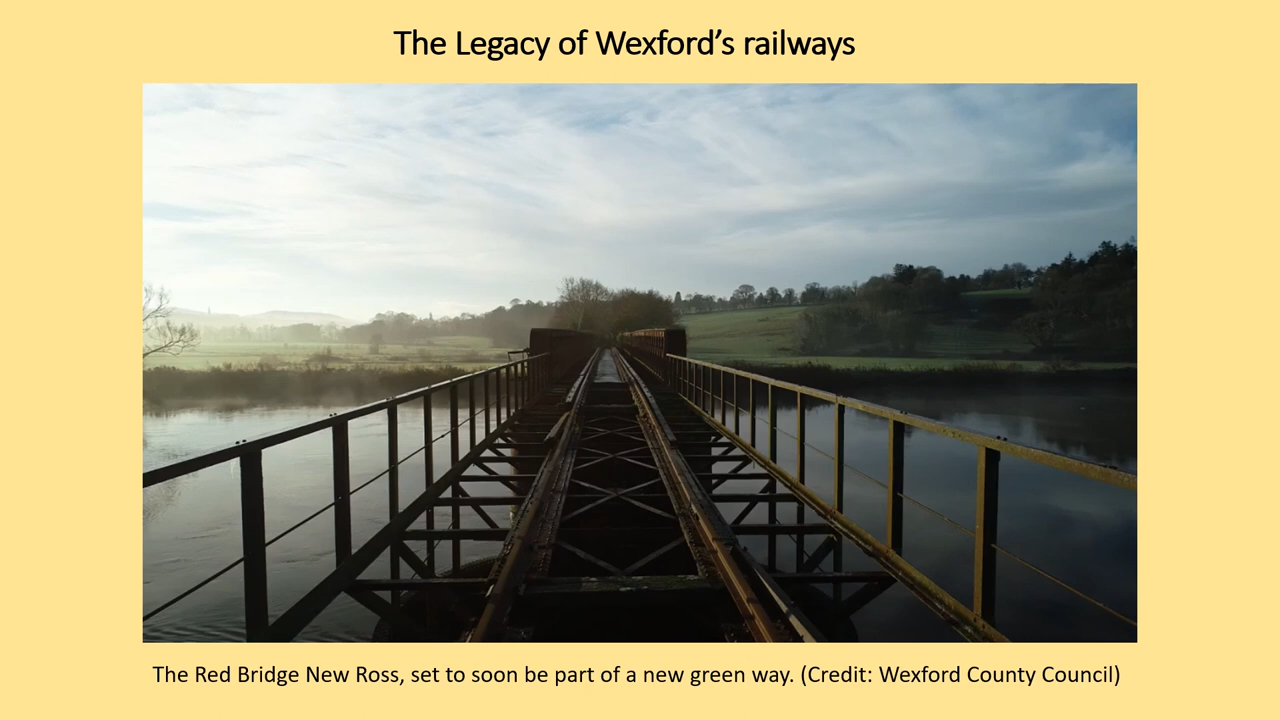 The Legacy of Wexford’s railways
The Red Bridge New Ross, set to soon be part of a new green way. (Credit: Wexford County Council)